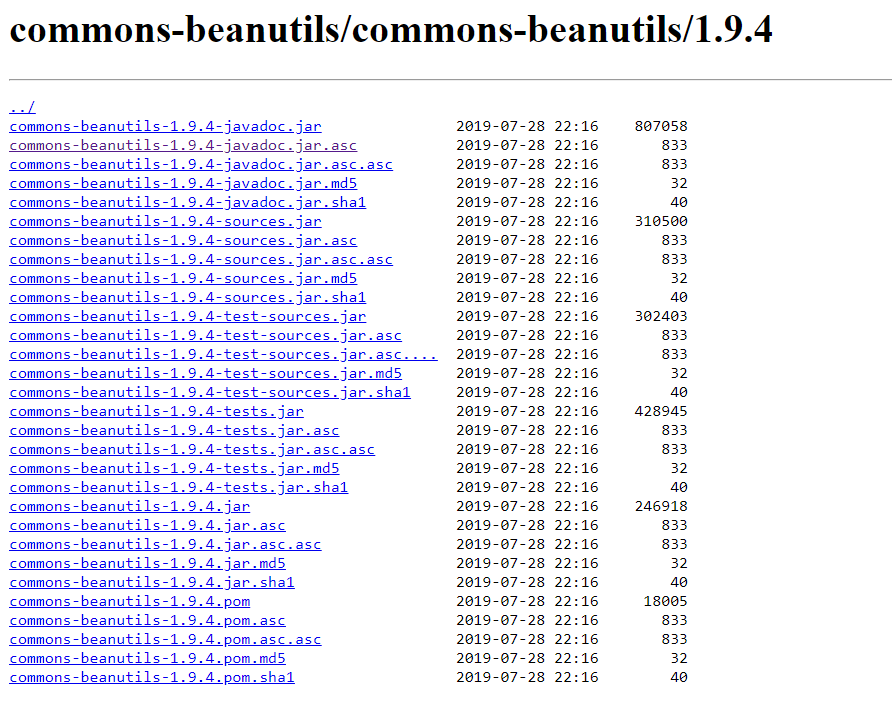 commons-beanutils/commons-beanutils/1.9.4
../
commons-beanutils-1.9.4-javadoc.jar 2019-07-28 22:16 807058
commons-beanutils-1.9.4-javadoc.jar.asc 2019-07-28 22:16 833
commons-beanutils-1.9.4-javadoc.jar.asc.asc 2019-07-28 22:16 833
commons-beanutils-1.9.4-javadoc.jar.md5 2019-07-28 22:16 32
commons-beanutils-1.9.4-javadoc.jar.sha1 2019-07-28 22:16 40
commons-beanutils-1.9.4-sources.jar 2019-07-28 22:16 310500
commons-beanutils-1.9.4-sources.jar.asc 2019-07-28 22:16 833
commons-beanutils-1.9.4-sources.jar.asc.asc 2019-07-28 22:16 833
commons-beanutils-1.9.4-sources.jar.md5 2019-07-28 22:16 32
commons-beanutils-1.9.4-sources.jar.sha1 2019-07-28 22:16 40
commons-beanutils-1.9.4-test-sources.jar 2019-07-28 22:16 302403
commons-beanutils-1.9.4-test-sources.jar.asc 2019-07-28 22:16 833
commons-beanutils-1.9.4-test-sources.jar.asc.... 2019-07-28 22:16 833
commons-beanutils-1.9.4-test-sources.jar.md5 2019-07-28 22:16 32
commons-beanutils-1.9.4-test-sources.jar.sha1 2019-07-28 22:16 40
commons-beanutils-1.9.4-tests.jar 2019-07-28 22:16 428945
commons-beanutils-1.9.4-tests.jar.asc 2019-07-28 22:16 833
commons-beanutils-1.9.4-tests.jar.asc.asc 2019-07-28 22:16 833
commons-beanutils-1.9.4-tests.jar.md5 2019-07-28 22:16 32
commons-beanutils-1.9.4-tests.jar.sha1 2019-07-28 22:16 40
commons-beanutils-1.9.4.jar 2019-07-28 22:16 246918
commons-beanutils-1.9.4.jar.asc 2019-07-28 22:16 833
commons-beanutils-1.9.4.jar.asc.asc 2019-07-28 22:16 833
commons-beanutils-1.9.4.jar.md5 2019-07-28 22:16 32
commons-beanutils-1.9.4.jar.sha1 2019-07-28 22:16 40
commons-beanutils-1.9.4.pom 2019-07-28 22:16 18005
commons-beanutils-1.9.4.pom.asc 2019-07-28 22:16 833
commons-beanutils-1.9.4.pom.asc.asc 2019-07-28 22:16 833
commons-beanutils-1.9.4.pom.md5 2019-07-28 22:16 32
commons-beanutils-1.9.4.pom.sha1 2019-07-28 22:16 40